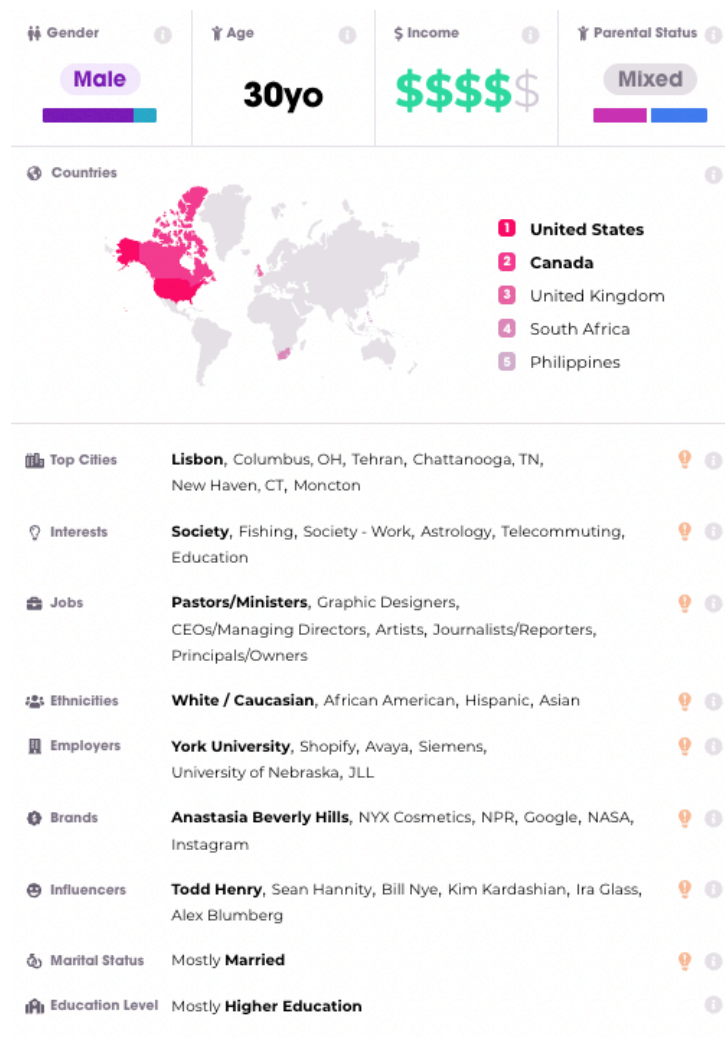 Gender
Male
Age
30yo
$ Income
$$$$$
Parental Status
Mixed
Countries
1 United States
2 Canada
3 United Kingdom
4 South Africa
5 Philippines
Top Cities
Lisbon, Columbus, OH, Tehran, Chattanooga, TN,
New Haven, CT, Moncton
Interests
Society, Fishing, Society - Work, Astrology, Telecommuting,
Education
Jobs
Pastors/Ministers, Graphic Designers,
CEOs/Managing Directors, Artists, Journalists/Reporters,
Principals/Owners
Ethnicities
White / Caucasian, African American, Hispanic, Asian
Employers
York University, Shopify, Avaya, Siemens,
University of Nebraska, JLL
Brands
Anastasia Beverly Hills, NYX Cosmetics, NPR, Google, NASA,
Instagram
Influencers
Todd Henry, Sean Hannity, Bill Nye, Kim Kardashian, Ira Glass,
Alex Blumberg
Marital Status
Mostly Married
Education Level
Mostly Higher Education